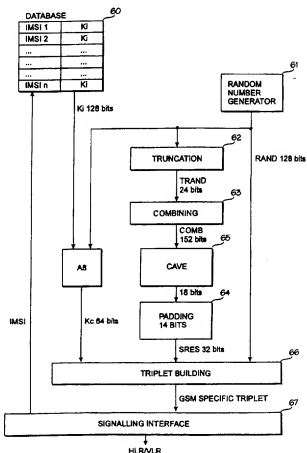 60
DATABASE
IMSI 1 Ki
IMSI 2 Ki
... ...
... ...
... ...
IMSI n Ki
61
RANDOM
NUMBER
GENERATOR
Ki 128 bits
62
TRUNCATION
RAND 128 bits
TRAND
24 bits
63
COMBINING
COMB
152 bits
65
A8
CAVE
18 bits
64
IMSI
Kc 64 bits
PADDING
14 BITS
SRES 32 bits
66
TRIPLET BUILDING
GSM SPECIFIC TRIPLET
67
SIGNALLING INTERFACE
HLR/VLR